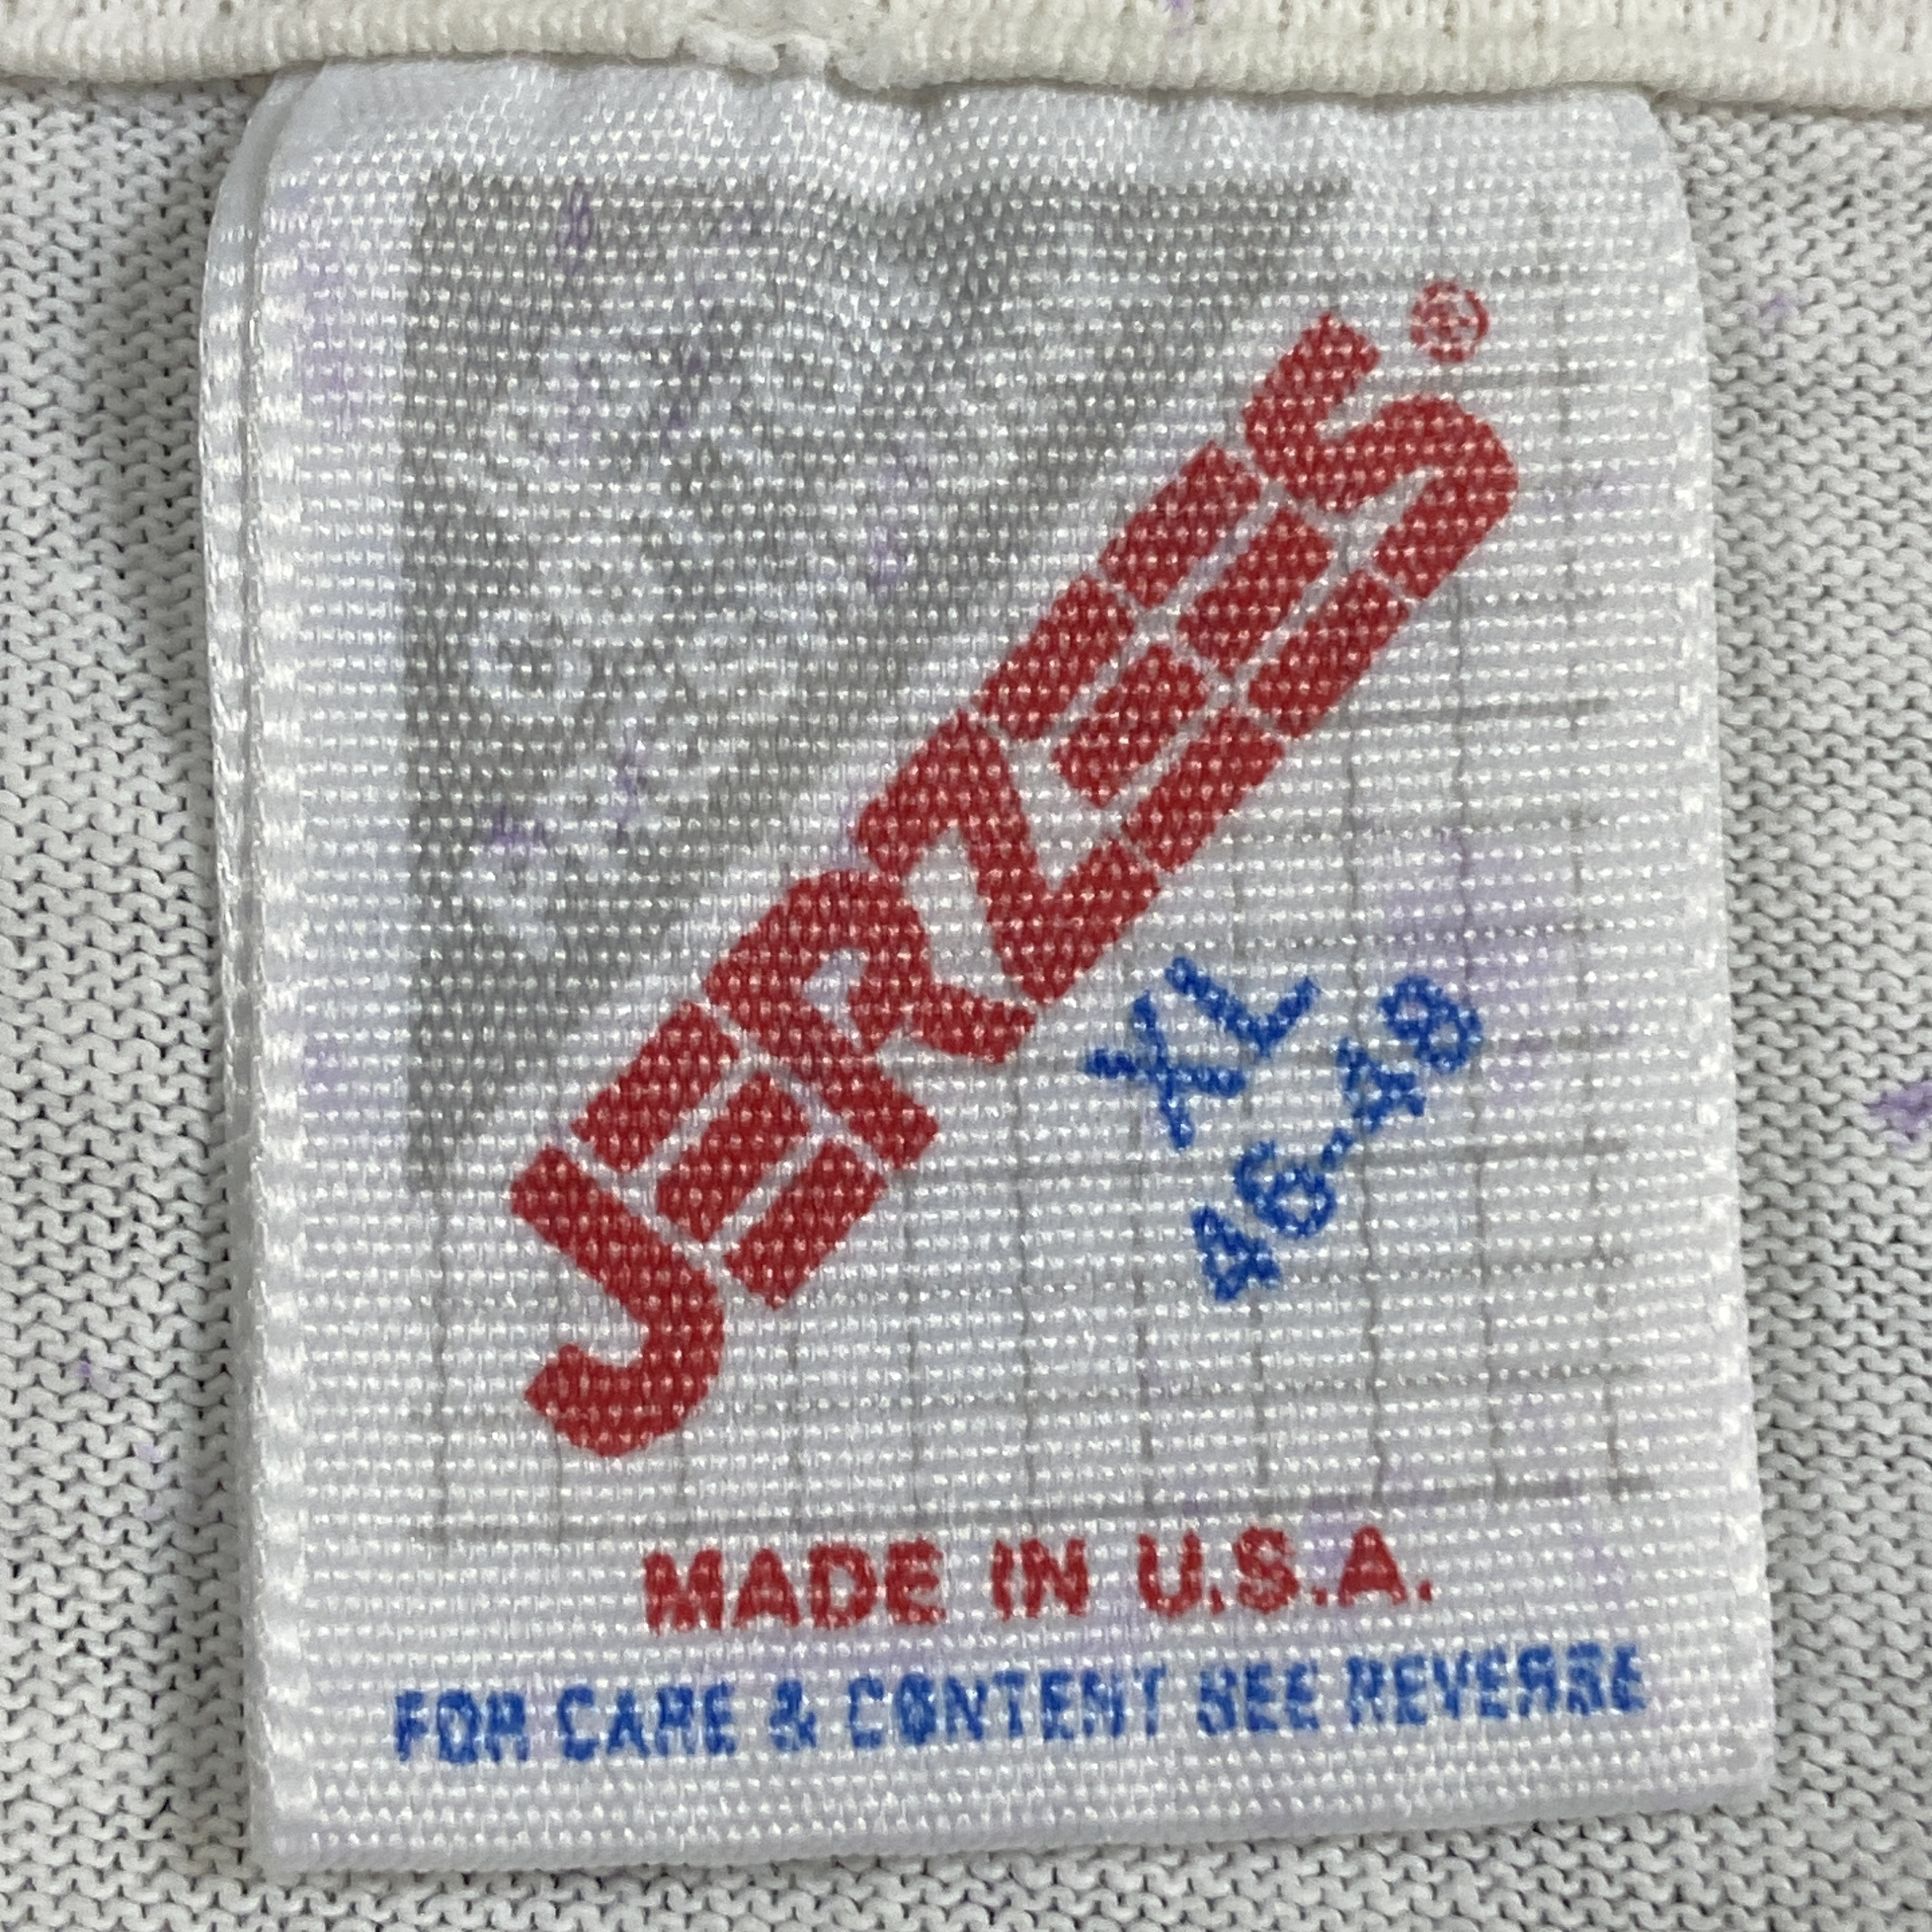 JERZEES®
XL
46-48
MADE IN U.S.A.
FOR CARE & CONTENT SEE REVERSE